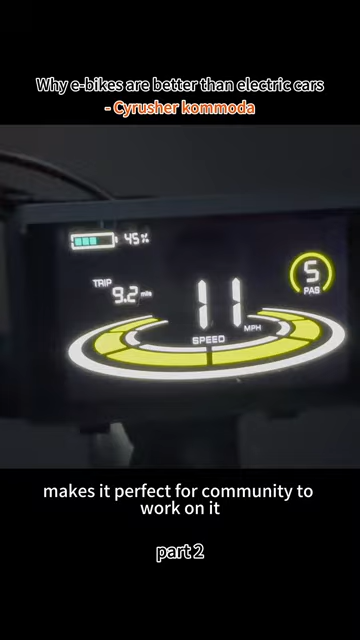 Why e-bikes are better than electric cars
- Cyrusher kommoda
45%
5
PAS
TRIP
9.2 mile
11
MPH
SPEED
makes it perfect for community to
work on it
part 2